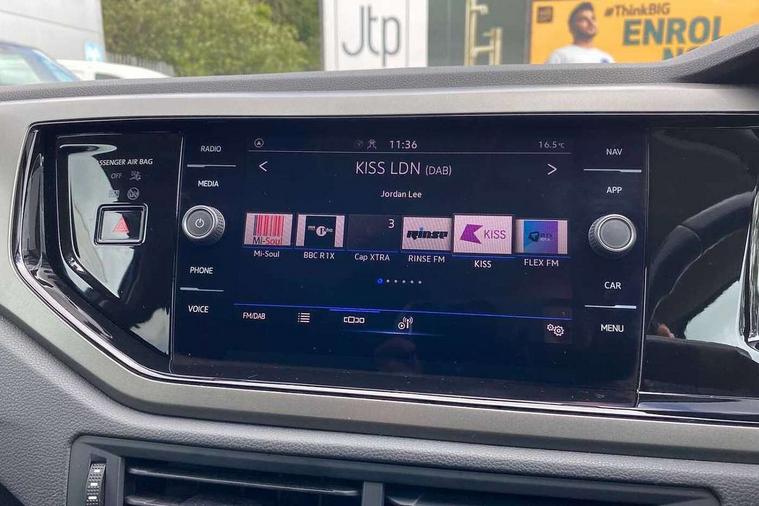 Jtp
#ThinkBIG
ENROL
NO
PASSENGER AIR BAG
OFF
RADIO
MEDIA
PHONE
VOICE
11:36
16.5°C
< KISS LDN (DAB) >
Jordan Lee
Mi-Soul
3
RINSE
KISS
Mi-Soul
BBC R1X
Cap XTRA
RINSE FM
KISS
FLEX FM
FM/DAB
NAV
APP
CAR
MENU